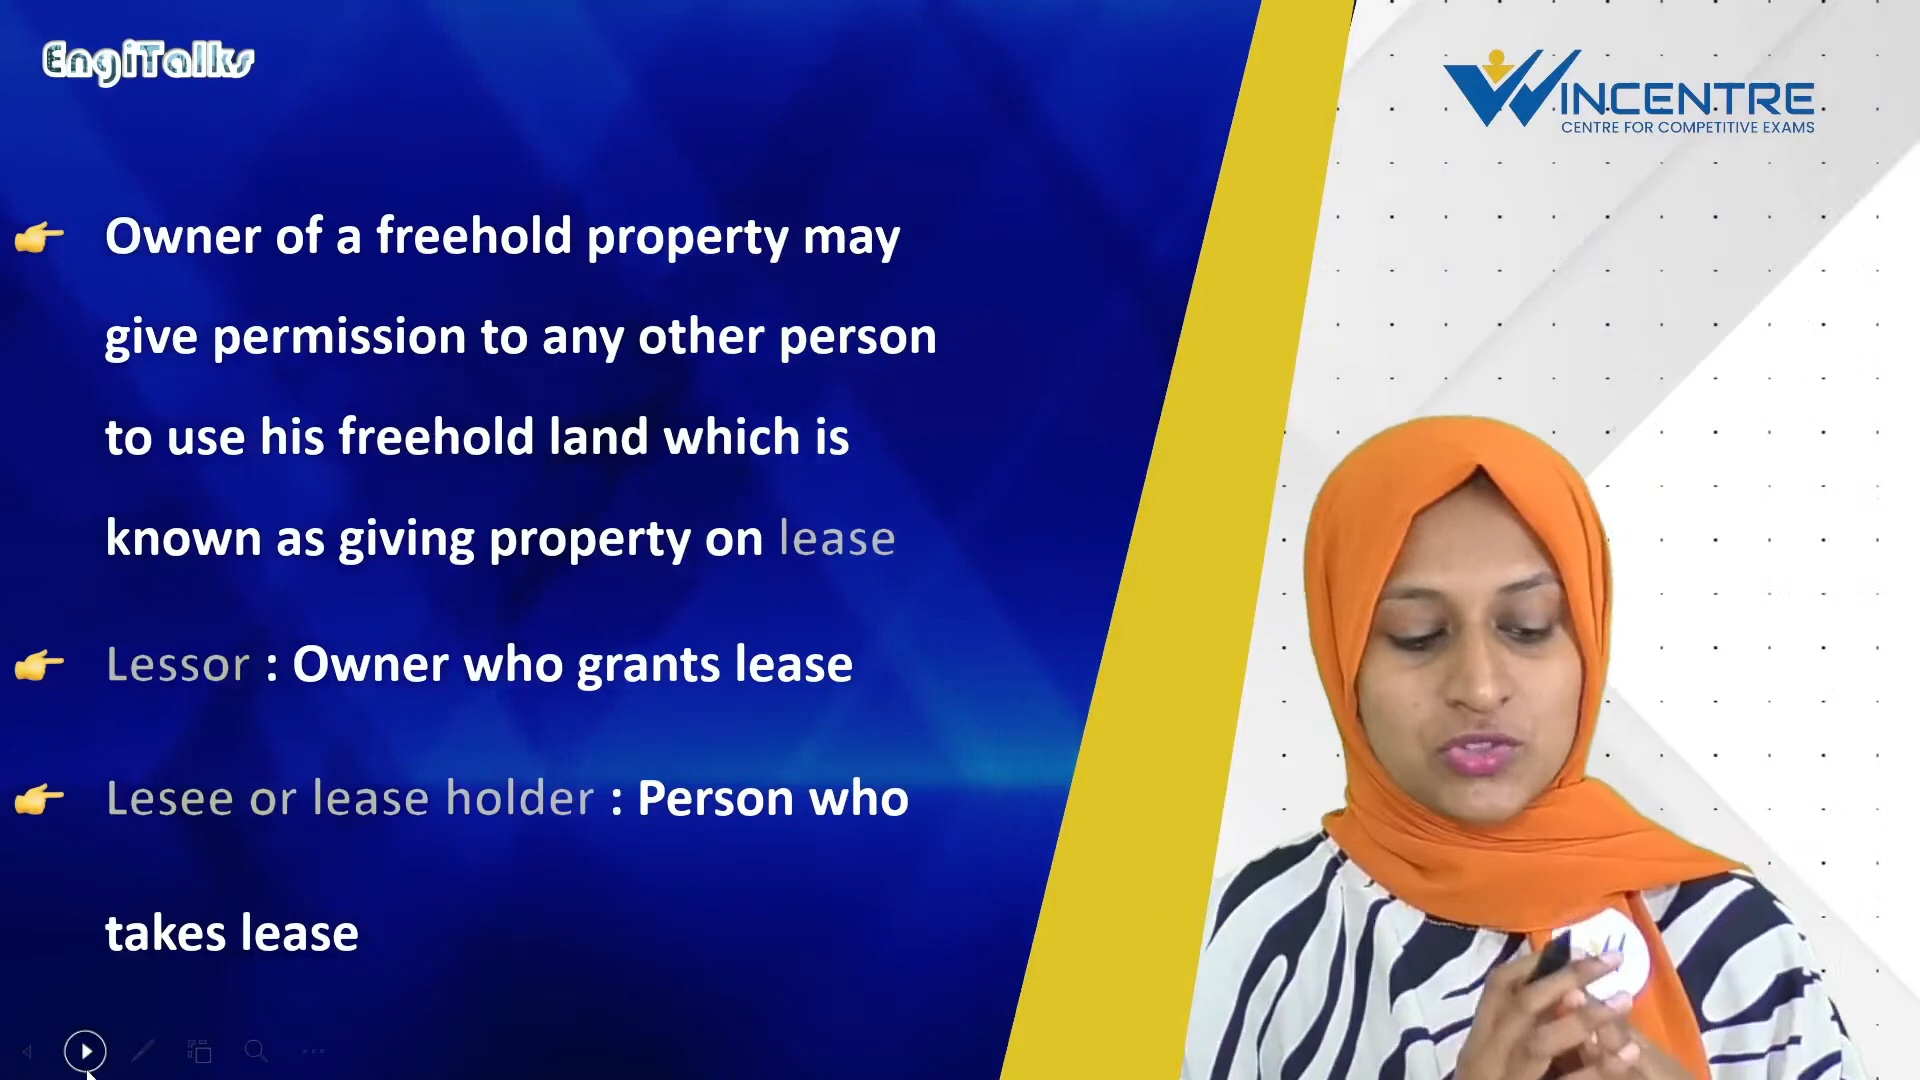 EngiTalks
WINCENTRE
CENTRE FOR COMPETITIVE EXAMS
Owner of a freehold property may
give permission to any other person
to use his freehold land which is
known as giving property on lease
Lessor : Owner who grants lease
Lesee or lease holder : Person who
takes lease